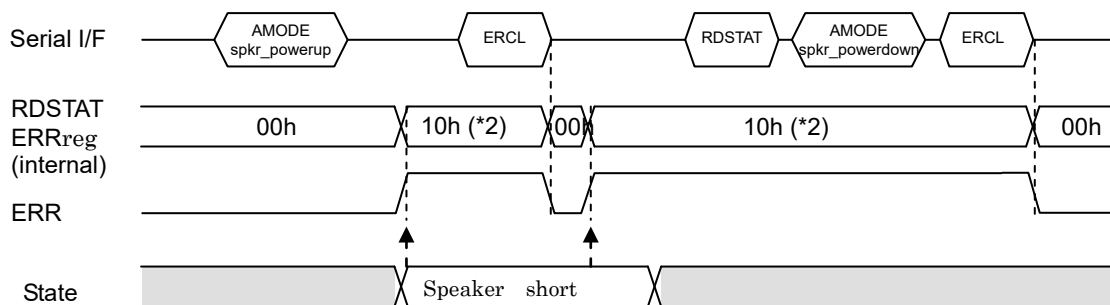 Serial I/F
AMODE
spkr_powerup
ERCL
RDSTAT
AMODE
spkr_powerdown
ERCL
RDSTAT
ERRreg
(internal)
00h
10h (*2)
00h
10h (*2)
00h
ERR
State
Speaker short